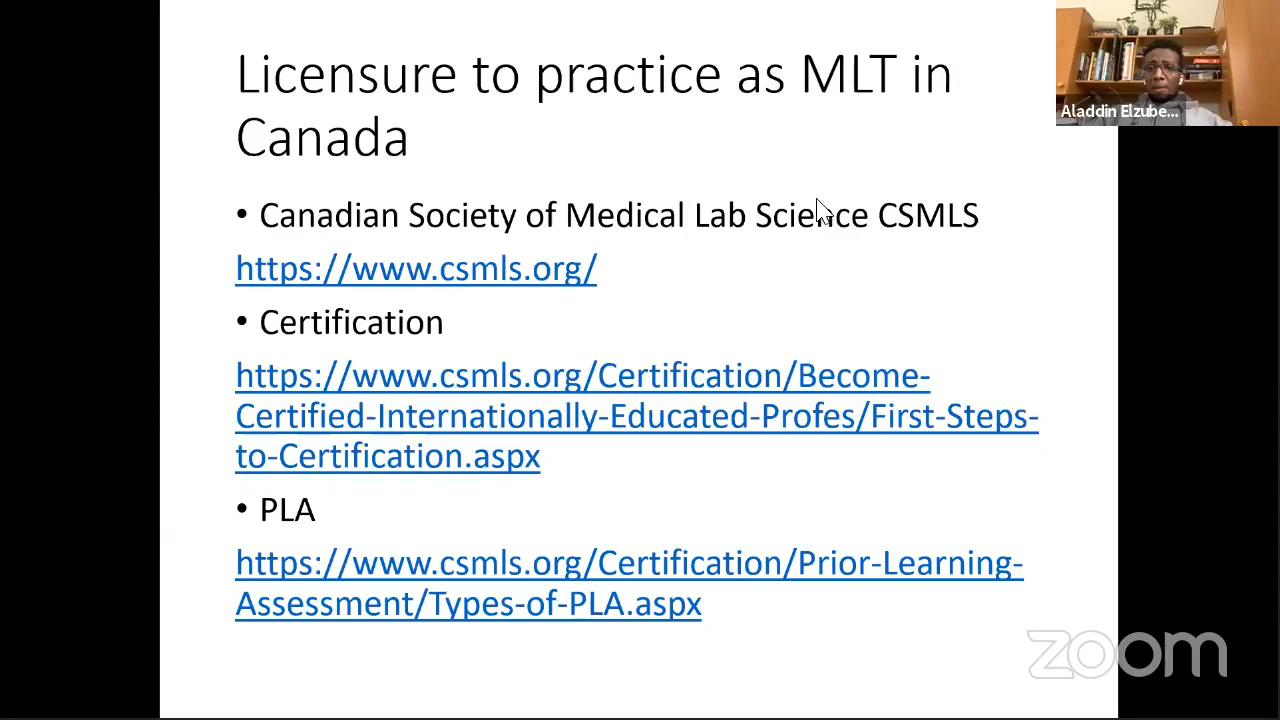 Licensure to practice as MLT in
Canada
• Canadian Society of Medical Lab Science CSMLS
https://www.csmls.org/
• Certification
https://www.csmls.org/Certification/Become-
Certified-Internationally-Educated-Profes/First-Steps-
to-Certification.aspx
• PLA
https://www.csmls.org/Certification/Prior-Learning-
Assessment/Types-of-PLA.aspx
Aladdin Elzube...
zoom